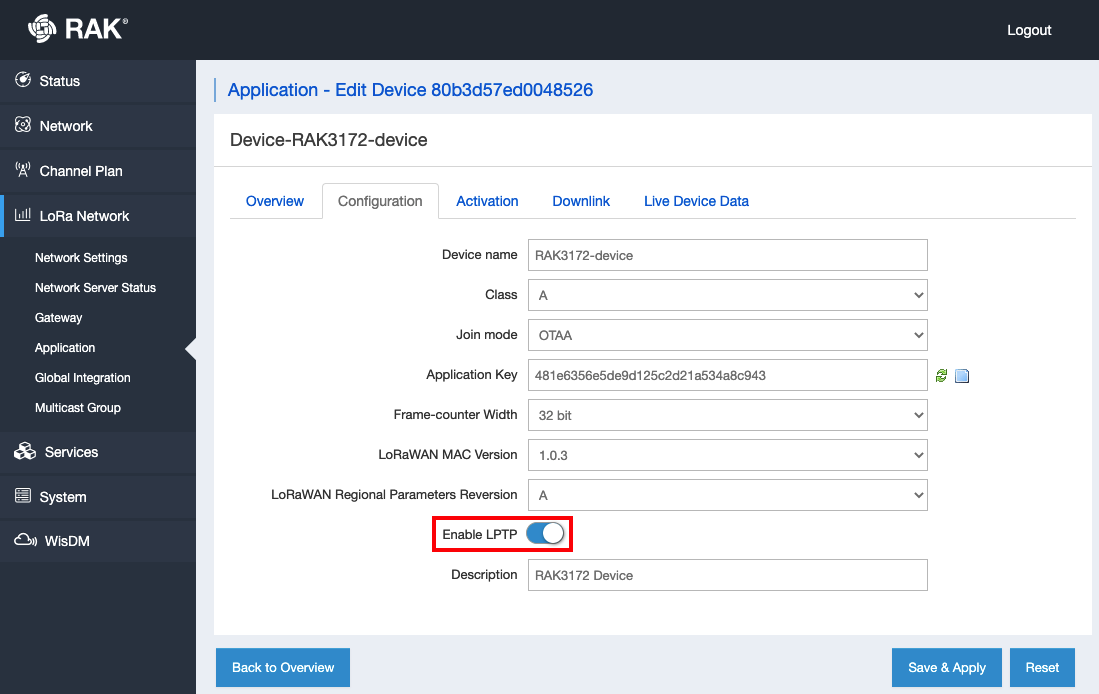 RAK®
Logout
Status
Network
Channel Plan
LoRa Network
Network Settings
Network Server Status
Gateway
Application
Global Integration
Multicast Group
Services
System
WisDM
Application - Edit Device 80b3d57ed0048526
Device-RAK3172-device
Overview Configuration Activation Downlink Live Device Data
Device name RAK3172-device
Class A
Join mode OTAA
Application Key 481e6356e5de9d125c2d21a534a8c943
Frame-counter Width 32 bit
LoRaWAN MAC Version 1.0.3
LoRaWAN Regional Parameters Reversion A
Enable LPTP
Description RAK3172 Device
Back to Overview Save & Apply Reset